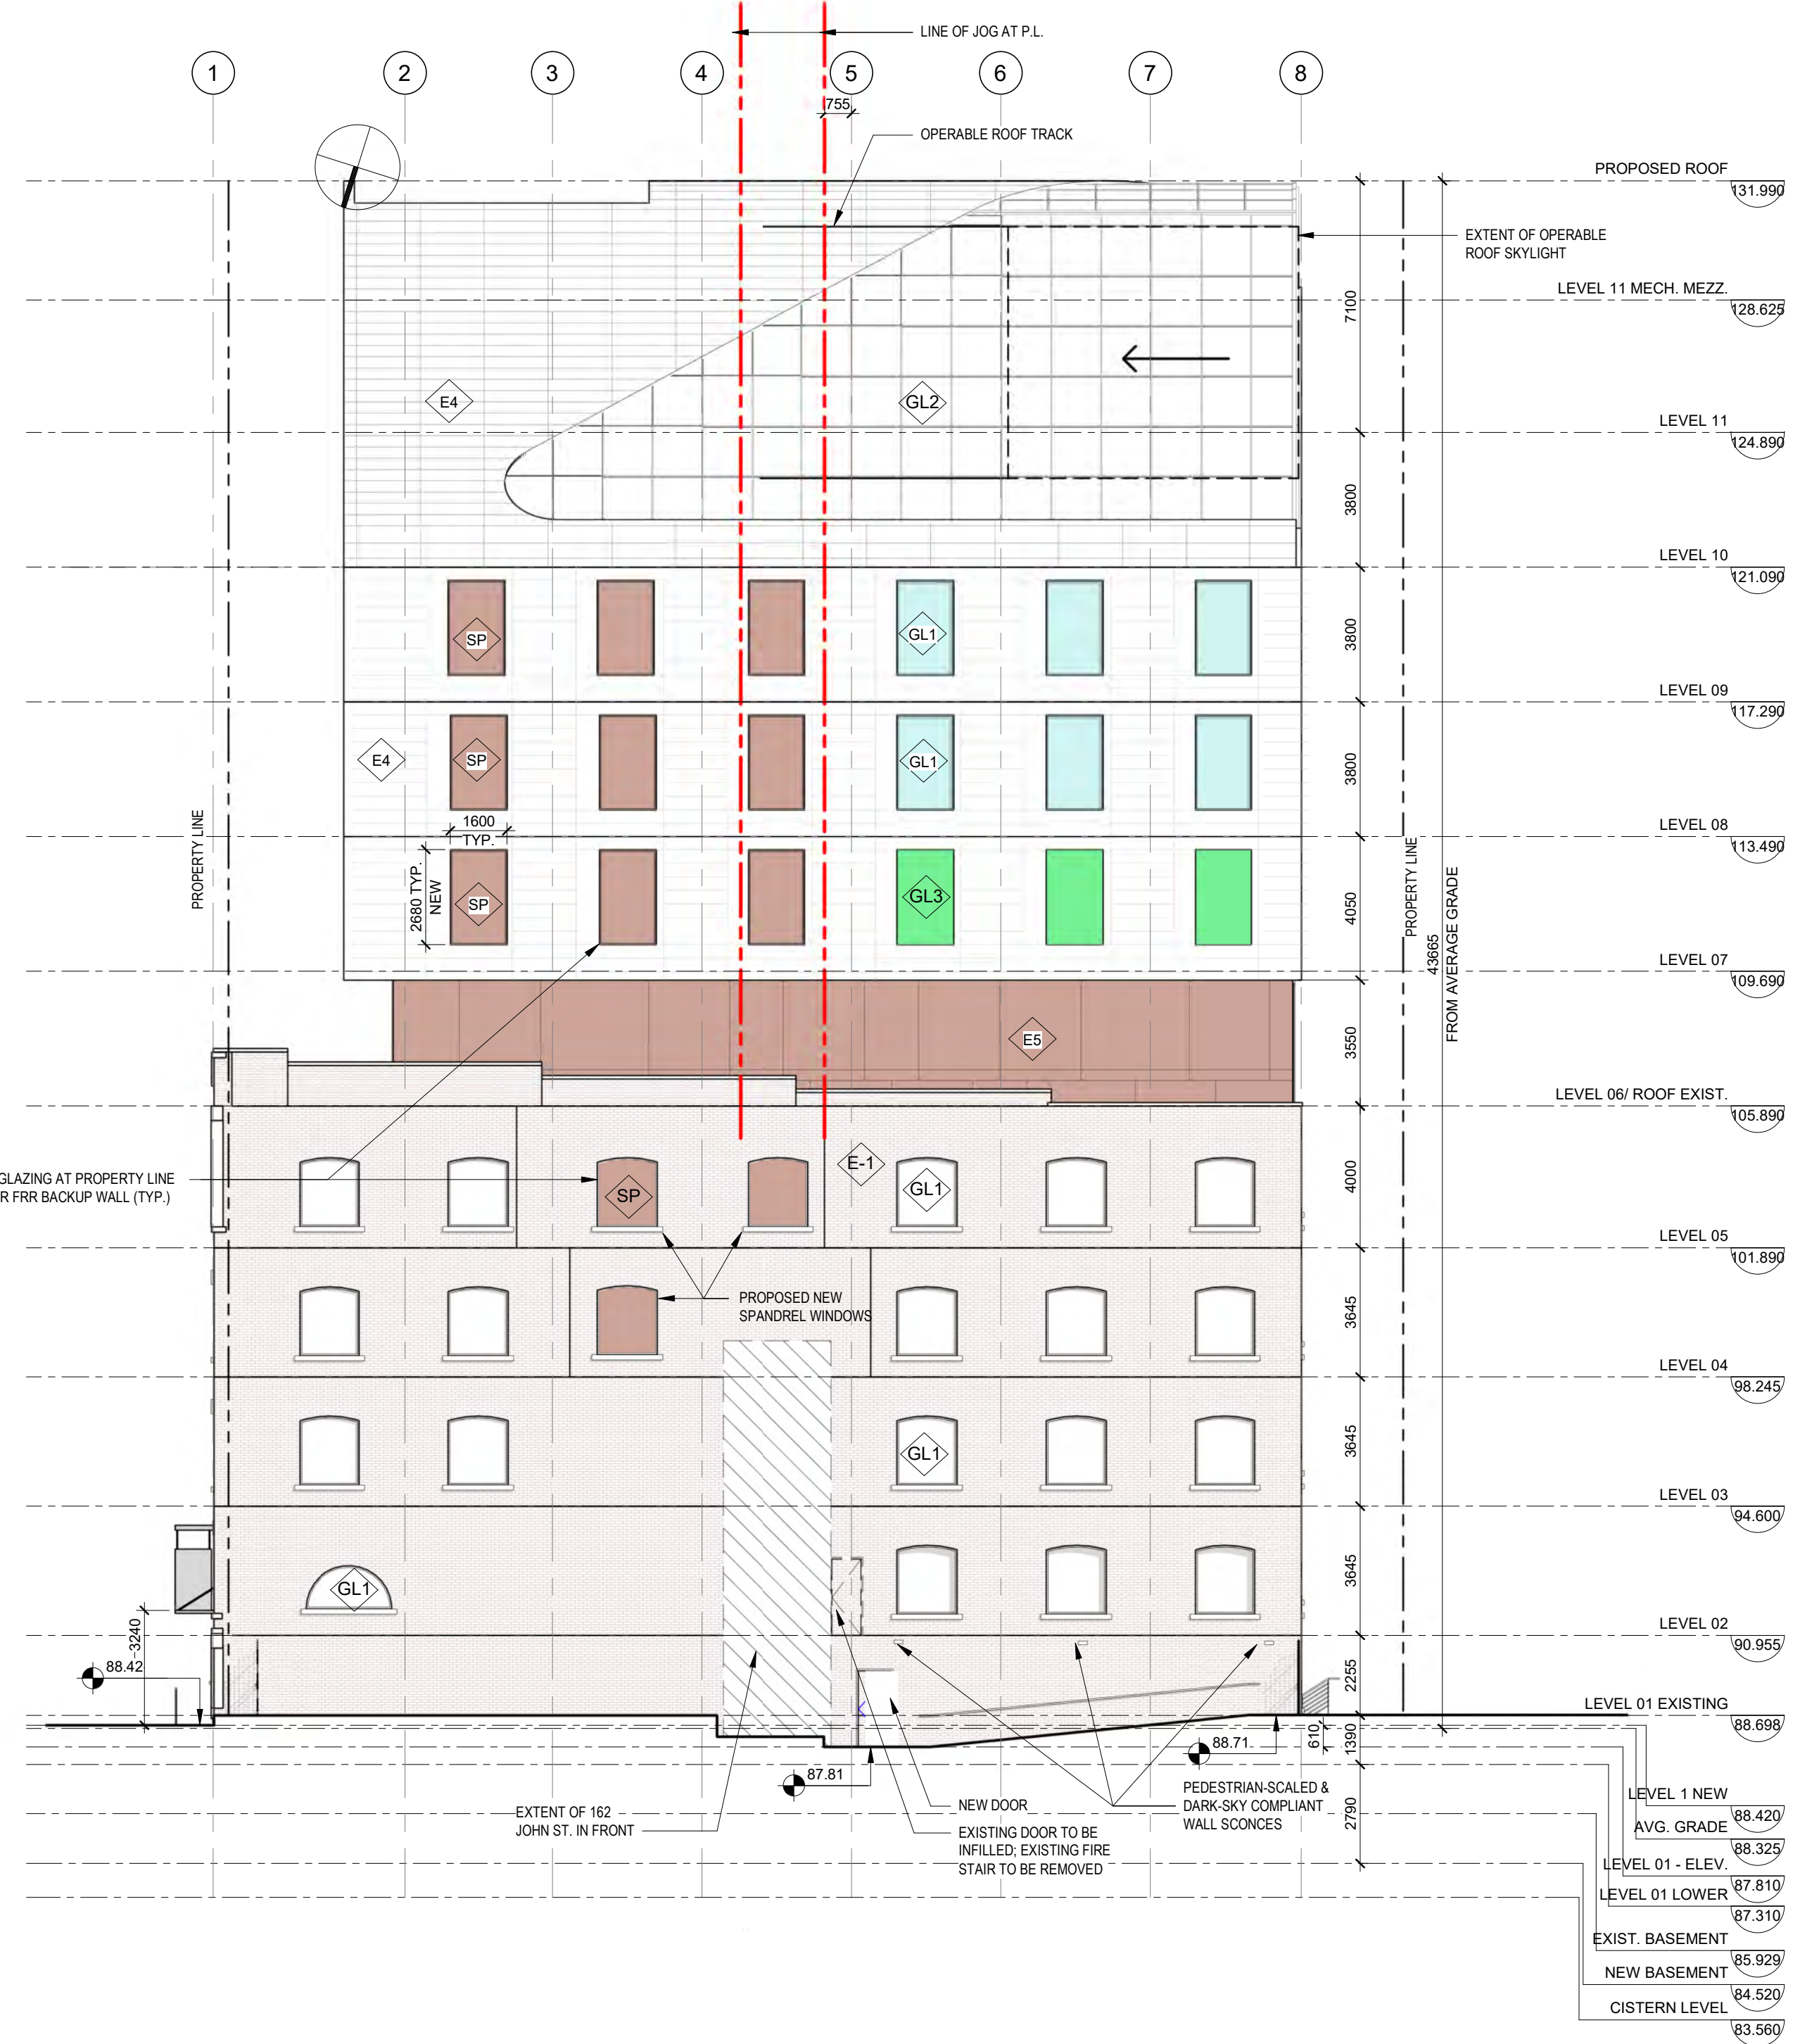 LINE OF JOG AT P.L.
1
2
3
4
5
6
7
8
755
OPERABLE ROOF TRACK
PROPOSED ROOF
131.990
EXTENT OF OPERABLE
ROOF SKYLIGHT
LEVEL 11 MECH. MEZZ.
128.625
7100
E4
GL2
LEVEL 11
124.890
3800
LEVEL 10
121.090
SP
GL1
3800
LEVEL 09
117.290
E4
SP
GL1
3800
PROPERTY LINE
1600
TYP.
LEVEL 08
113.490
2680 TYP.
NEW
SP
GL3
4050
PROPERTY LINE
43665
FROM AVERAGE GRADE
LEVEL 07
109.690
E5
3550
LEVEL 06/ ROOF EXIST.
105.890
GLAZING AT PROPERTY LINE
R FRR BACKUP WALL (TYP.)
SP
E-1
GL1
4000
LEVEL 05
101.890
PROPOSED NEW
SPANDREL WINDOWS
3645
LEVEL 04
98.245
GL1
3645
LEVEL 03
94.600
GL1
3645
3240
LEVEL 02
90.955
88.42
2255
LEVEL 01 EXISTING
88.698
88.71
610
1390
87.81
2790
EXTENT OF 162
JOHN ST. IN FRONT
NEW DOOR
EXISTING DOOR TO BE
INFILLED; EXISTING FIRE
STAIR TO BE REMOVED
PEDESTRIAN-SCALED &
DARK-SKY COMPLIANT
WALL SCONCES
LEVEL 1 NEW
88.420
AVG. GRADE
88.325
LEVEL 01 - ELEV.
87.810
LEVEL 01 LOWER
87.310
EXIST. BASEMENT
85.929
NEW BASEMENT
84.520
CISTERN LEVEL
83.560